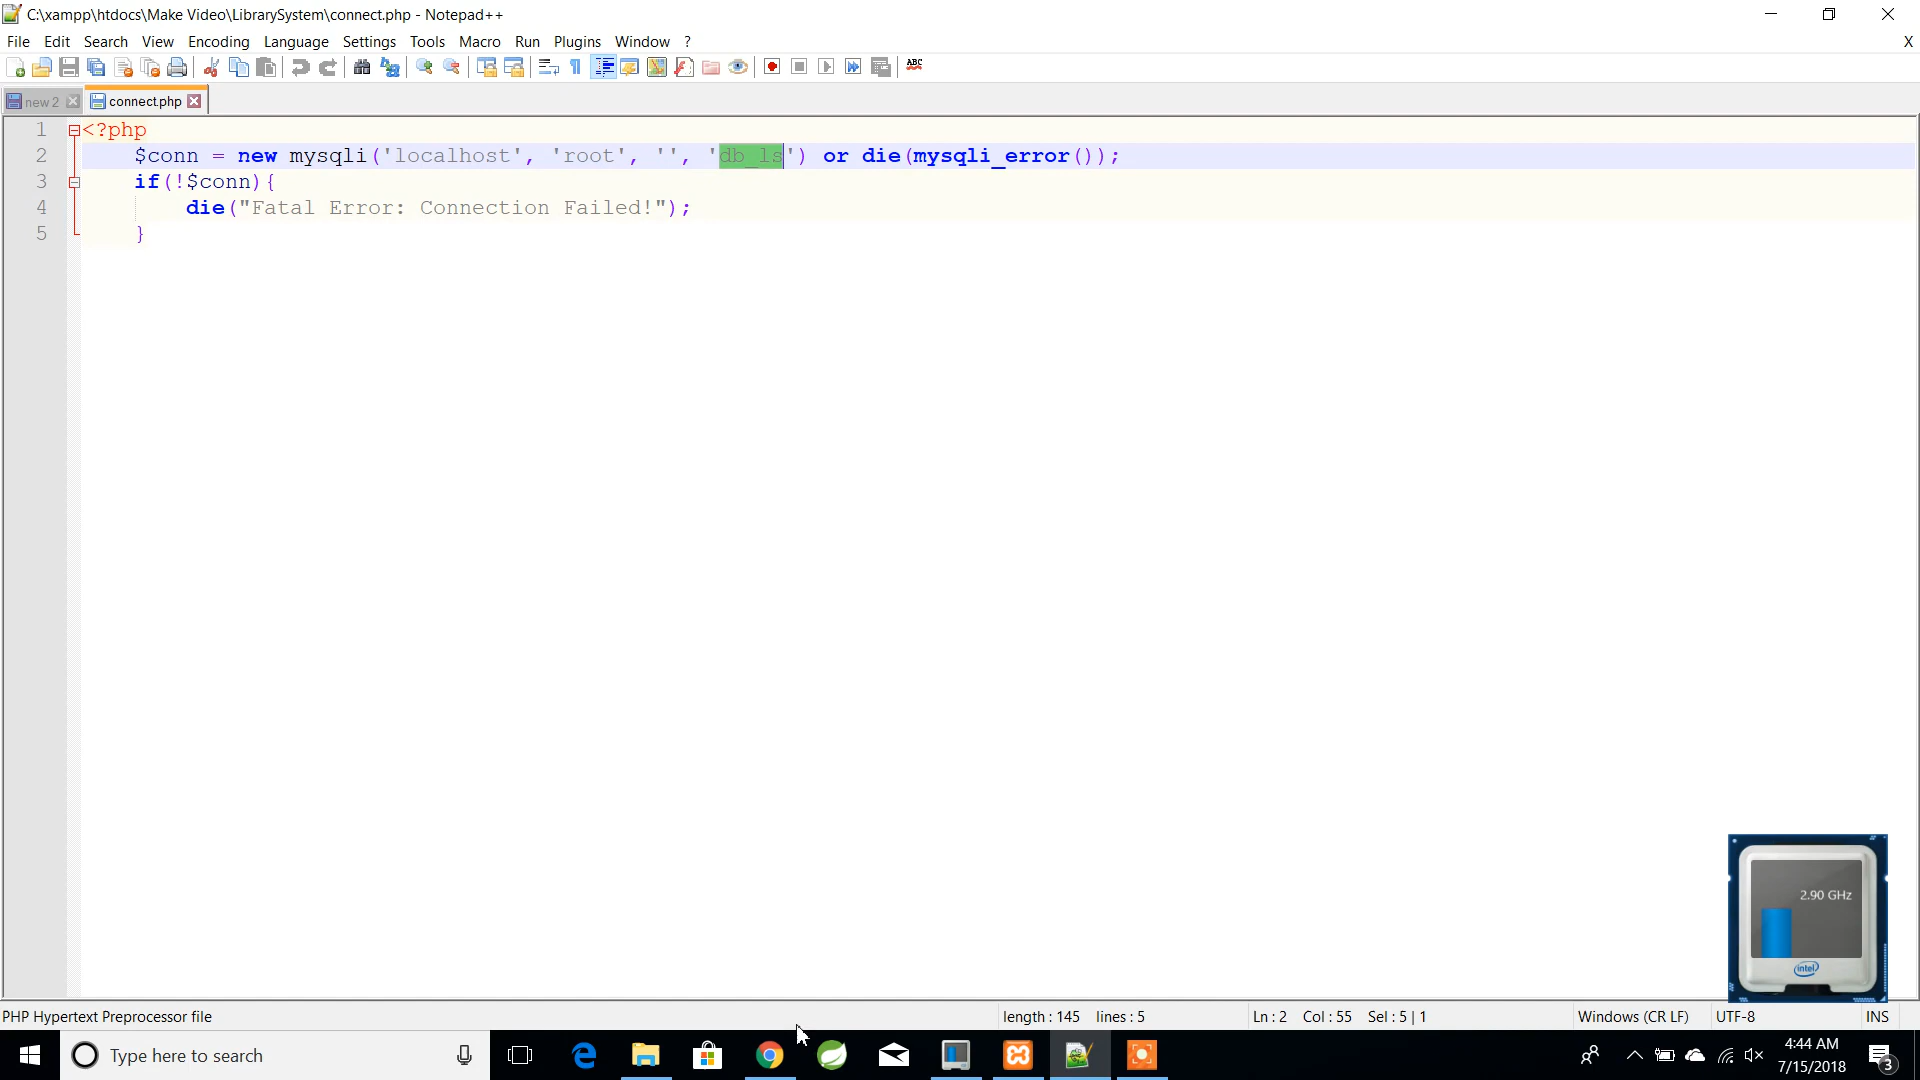 C:\xampp\htdocs\Make Video\LibrarySystem\connect.php - Notepad++
File Edit Search View Encoding Language Settings Tools Macro Run Plugins Window ? X
ABC
new 2 connect.php
1 <?php
2 $conn = new mysqli('localhost', 'root', '', 'db_ls') or die(mysqli_error());
3 if(!$conn){
4 die("Fatal Error: Connection Failed!");
5 }
2.90 GHz
intel
PHP Hypertext Preprocessor file length : 145 lines : 5 Ln : 2 Col : 55 Sel : 5 | 1 Windows (CR LF) UTF-8 INS
Type here to search
4:44 AM
7/15/2018
3